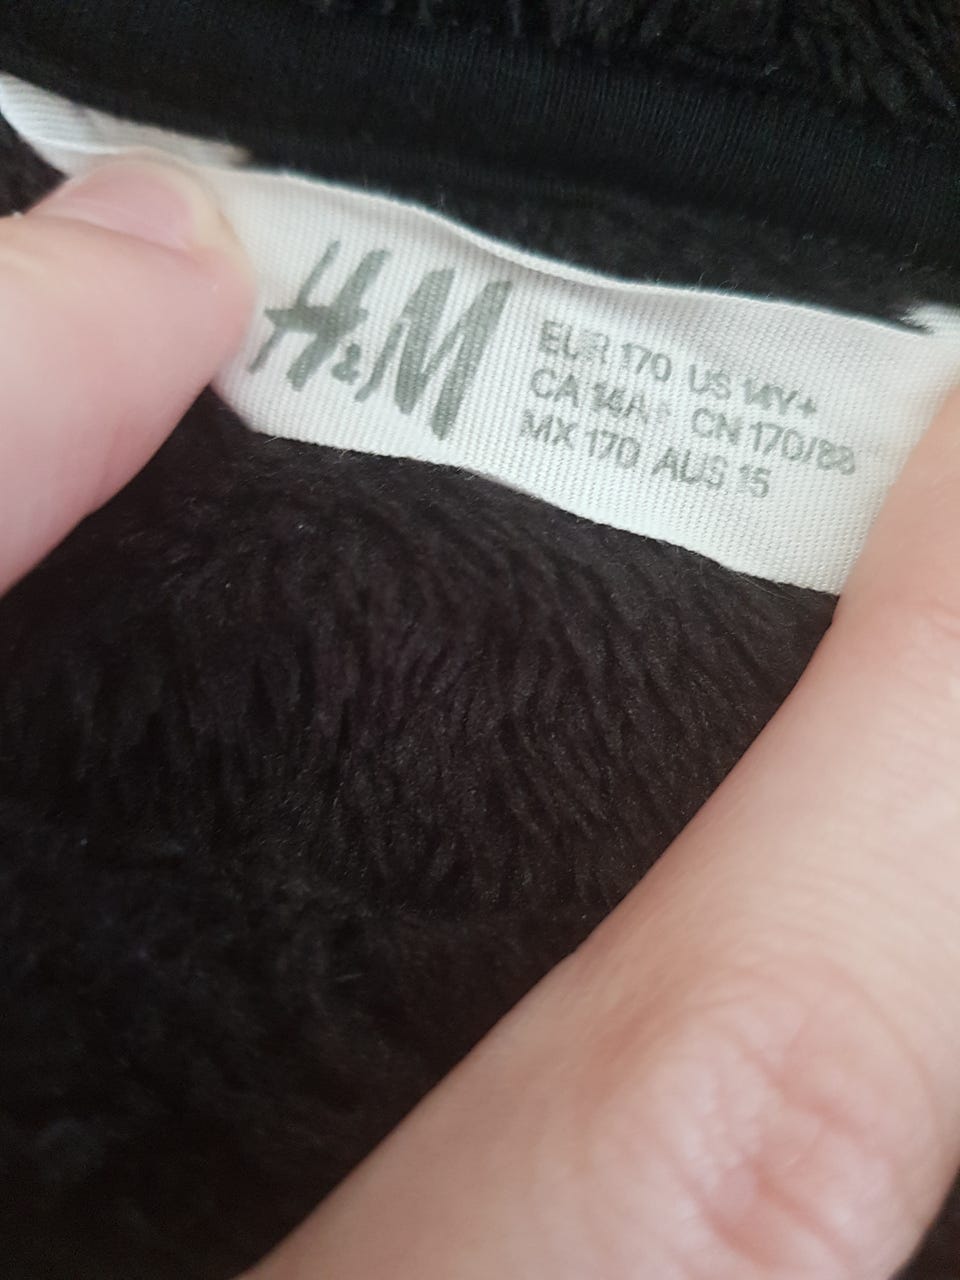 H&M
EUR 170 US 14Y+
CA 14A+ CN 170/88
MX 170 AUS 15